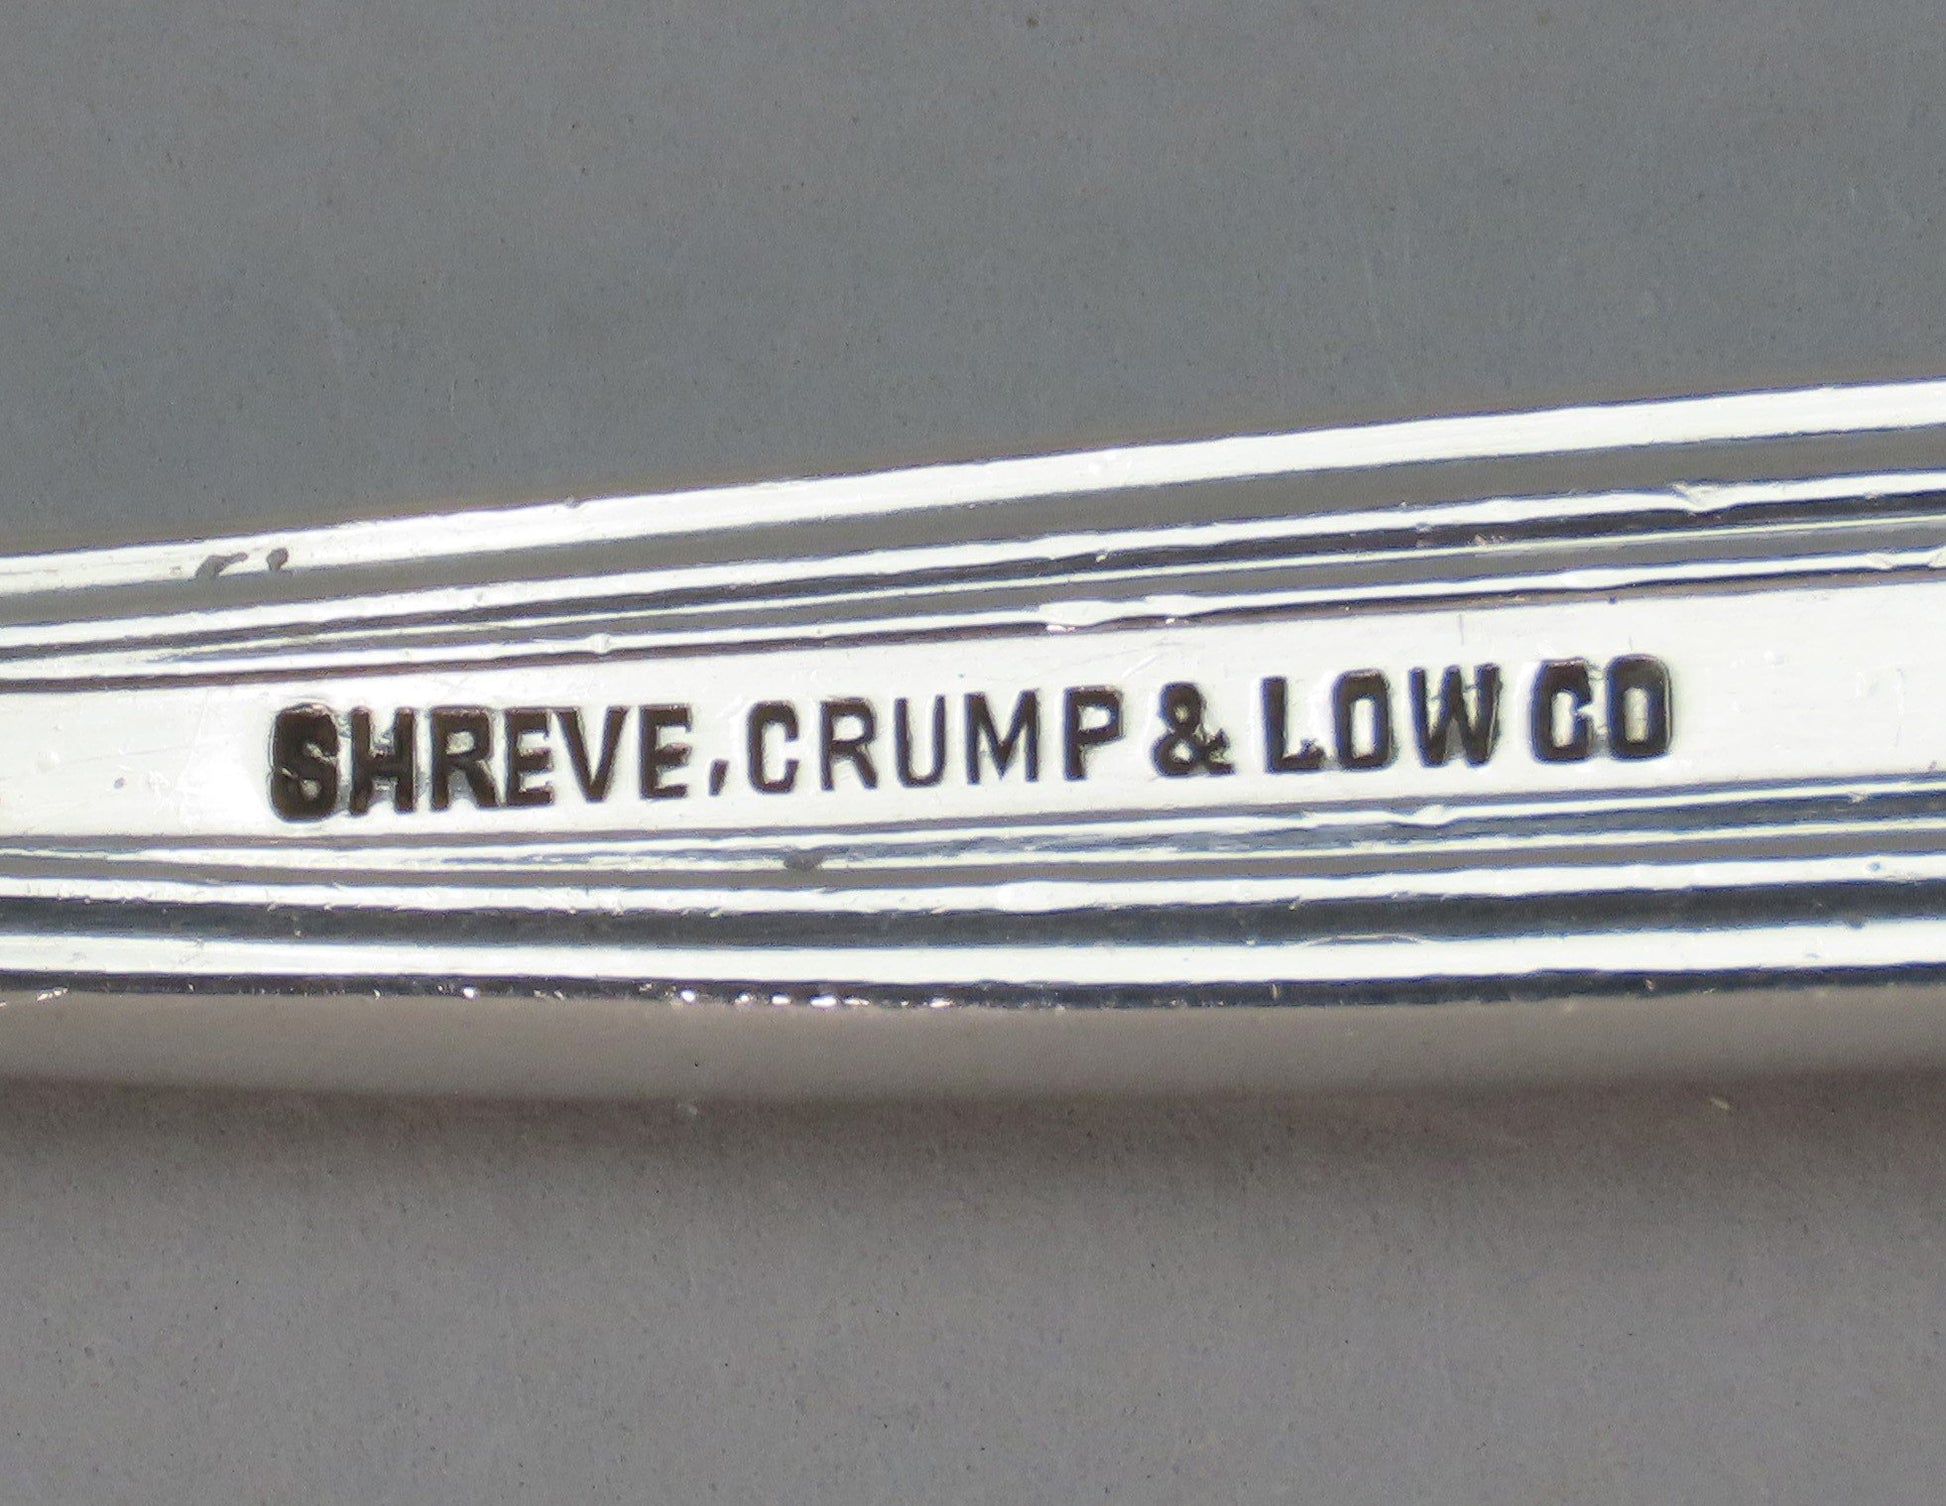 SHREVE, CRUMP & LOW CO